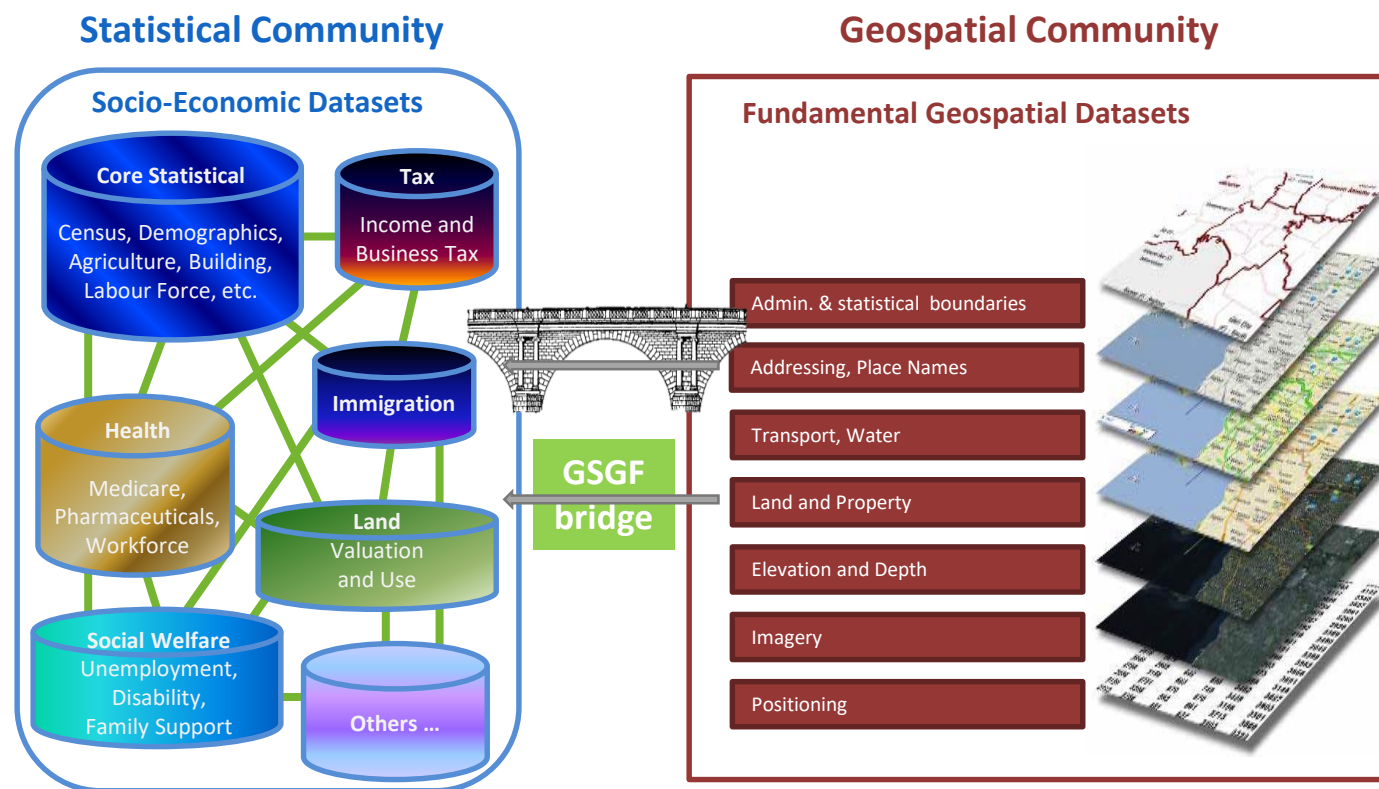 Statistical Community
Socio-Economic Datasets
Core Statistical
Census, Demographics,
Agriculture, Building,
Labour Force, etc.
Tax
Income and
Business Tax
Immigration
Health
Medicare,
Pharmaceuticals,
Workforce
Land
Valuation
and Use
Social Welfare
Unemployment,
Disability,
Family Support
Others ...
GSGF
bridge
Geospatial Community
Fundamental Geospatial Datasets
Admin. & statistical boundaries
Addressing, Place Names
Transport, Water
Land and Property
Elevation and Depth
Imagery
Positioning